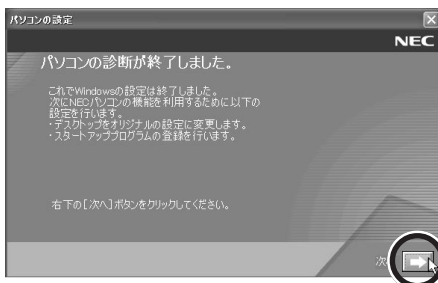 パソコンの設定
NEC
パソコンの診断が終了しました。
これでWindowsの設定は終了しました。
次にNECパソコンの機能を利用するために以下の
設定を行います。
・デスクトップをオリジナルの設定に変更します。
・スタートアッププログラムの登録を行います。
右下の[次へ]ボタンをクリックしてください。
次